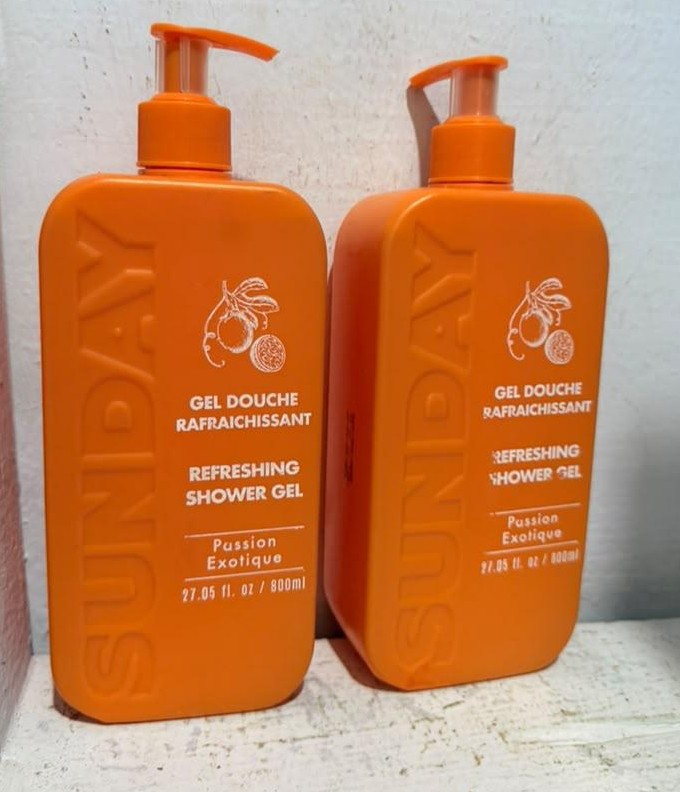 SUNDAY
GEL DOUCHE
RAFRAICHISSANT
REFRESHING
SHOWER GEL
Passion
Exotique
27.05 fl. oz / 800ml
SUNDAY
GEL DOUCHE
RAFRAICHISSANT
REFRESHING
SHOWER GEL
Passion
Exotique
27.05 fl. oz / 800ml